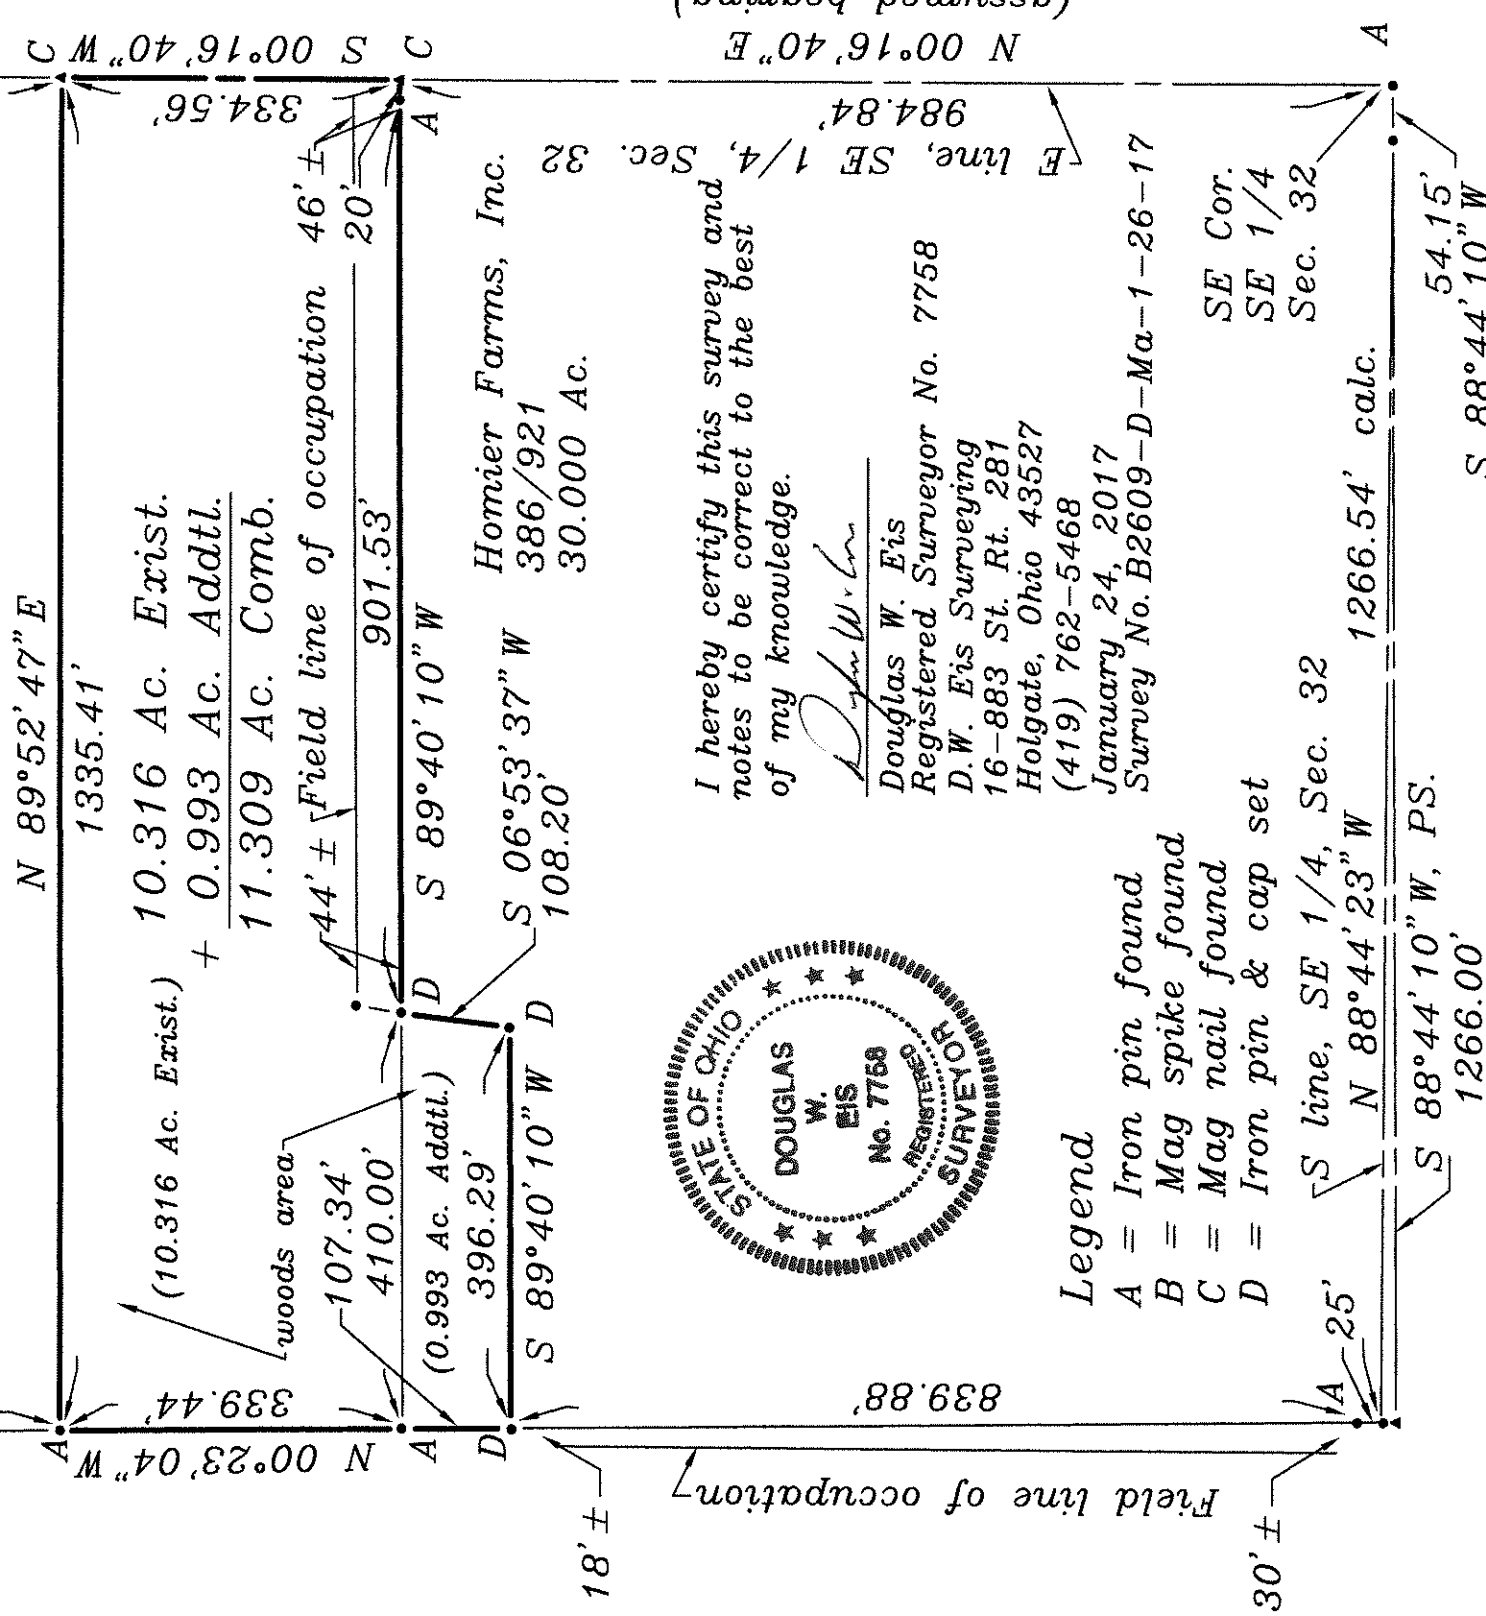 (assumed bearing)
N 89°52'47" E
1335.41'
C
S 00°16'40" W
334.56'
C
A
10.316 Ac. Exist.
+ 0.993 Ac. Addtl.
11.309 Ac. Comb.
(10.316 Ac. Exist.)
woods area
A
N 00°23'04" W
339.44'
44' ±
Field line of occupation
46' ±
20'
901.53'
S 89°40'10" W
D
107.34'
410.00'
(0.993 Ac. Addtl.)
396.29'
S 89°40'10" W
A
D
D
S 06°53'37" W
108.20'
Homier Farms, Inc.
386/921
30.000 Ac.
N 00°16'40" E
984.84'
E line, SE 1/4, Sec. 32
I hereby certify this survey and
notes to be correct to the best
of my knowledge.
Douglas W. Eis
Registered Surveyor No. 7758
D.W. Eis Surveying
16-883 St. Rt. 281
Holgate, Ohio 43527
(419) 762-5468
January 24, 2017
Survey No. B2609-D-Ma-1-26-17
STATE OF OHIO
DOUGLAS
W.
EIS
No. 7758
REGISTERED
SURVEYOR
Legend
A = Iron pin found
B = Mag spike found
C = Mag nail found
D = Iron pin & cap set
SE Cor.
SE 1/4
Sec. 32
A
18' ±
Field line of occupation
30' ±
839.88'
A
25'
S line, SE 1/4, Sec. 32
N 88°44'23" W
1266.54' calc.
S 88°44'10" W, PS.
1266.00'
54.15'
S 88°44'10" W